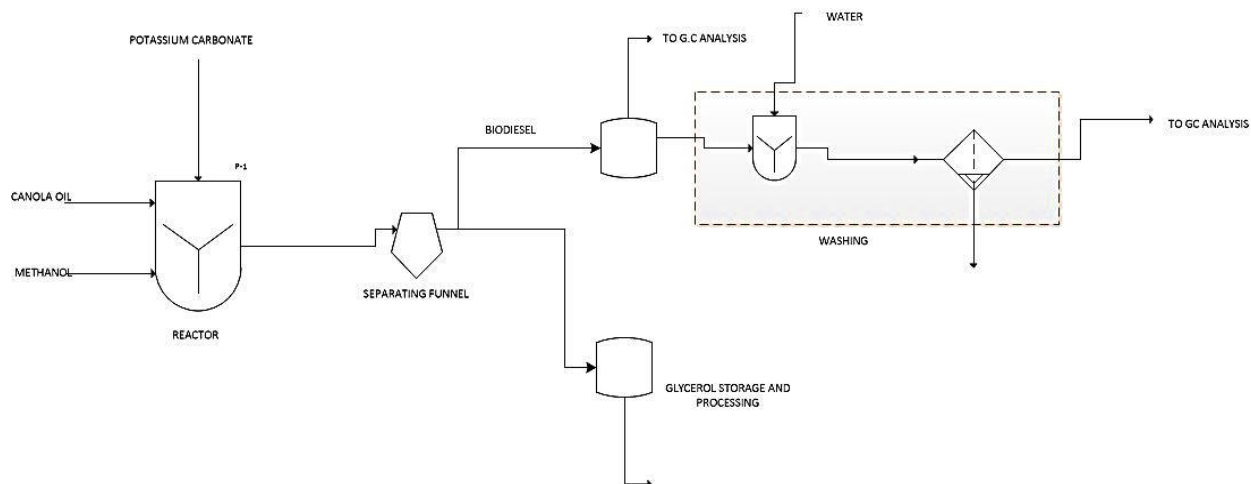 POTASSIUM CARBONATE
TO G.C ANALYSIS
WATER
BIODIESEL
TO GC ANALYSIS
P-1
CANOLA OIL
METHANOL
WASHING
SEPARATING FUNNEL
REACTOR
GLYCEROL STORAGE AND
PROCESSING